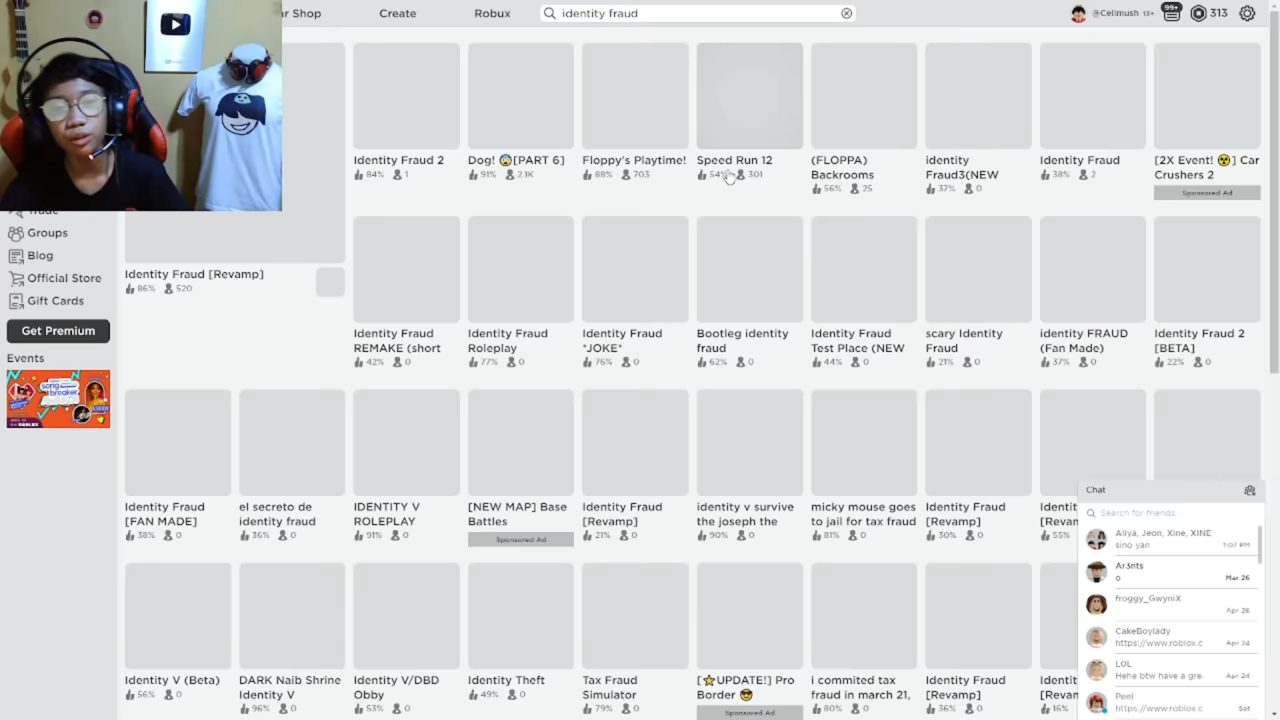 ar Shop
Create
Robux
identity fraud
@Celimush 13+
99+
313
Groups
Blog
Official Store
Gift Cards
Get Premium
Events
Identity Fraud [Revamp]
86% 520
Identity Fraud 2
84% 1
Dog! 😨[PART 6]
91% 2.1K
Floppy's Playtime!
88% 703
Speed Run 12
54% 301
(FLOPPA)
Backrooms
56% 25
identity
Fraud3(NEW
37% 0
Identity Fraud
38% 2
[2X Event! ☢️] Car
Crushers 2
Sponsored Ad
Identity Fraud
REMAKE (short
42% 0
Identity Fraud
Roleplay
77% 0
Identity Fraud
*JOKE*
76% 0
Bootleg identity
fraud
62% 0
Identity Fraud
Test Place (NEW
44% 0
scary Identity
Fraud
21% 0
identity FRAUD
(Fan Made)
37% 0
Identity Fraud 2
[BETA]
22% 0
Identity Fraud
[FAN MADE]
38% 0
el secreto de
identity fraud
36% 0
IDENTITY V
ROLEPLAY
91% 0
[NEW MAP] Base
Battles
Sponsored Ad
Identity Fraud
[Revamp]
21% 0
identity v survive
the joseph the
90% 0
micky mouse goes
to jail for tax fraud
81% 0
Identity Fraud
[Revamp]
30% 0
Identity
[Revam
55%
Identity V (Beta)
56% 0
DARK Naib Shrine
Identity V
96% 0
Identity V/DBD
Obby
53% 0
Identity Theft
49% 0
Tax Fraud
Simulator
79% 0
[⭐UPDATE!] Pro
Border 😎
Sponsored Ad
i commited tax
fraud in march 21,
80% 0
Identity Fraud
[Revamp]
36% 0
Identity
[Revam
16%
Chat
Search for friends
Aliya, Jeon, Xine, XINE
sino yan 1:07 PM
Ar3nts
o Mar 26
froggy_GwyniX
Apr 26
CakeBoylady
https://www.roblox.c Apr 24
LOL
Hehe btw have a gre Apr 24
Peel
https://www.roblox.c Sat